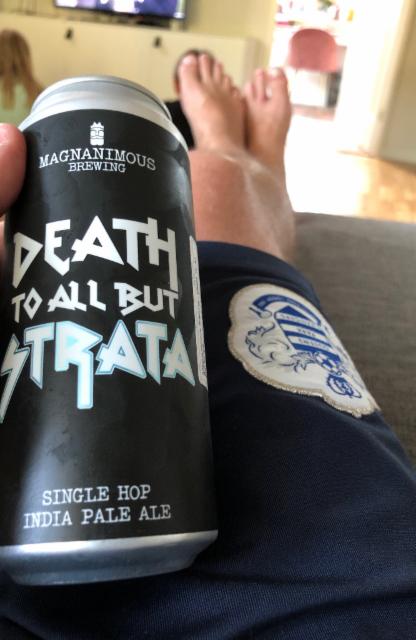 MAGNANIMOUS
BREWING
DEATH
TO ALL BUT
STRATA
SINGLE HOP
INDIA PALE ALE